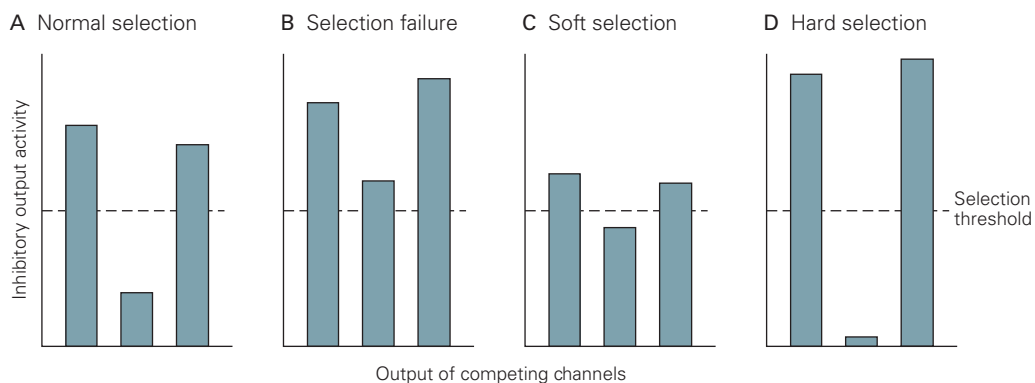 A Normal selection
B Selection failure
C Soft selection
D Hard selection
Inhibitory output activity
Selection
threshold
Output of competing channels